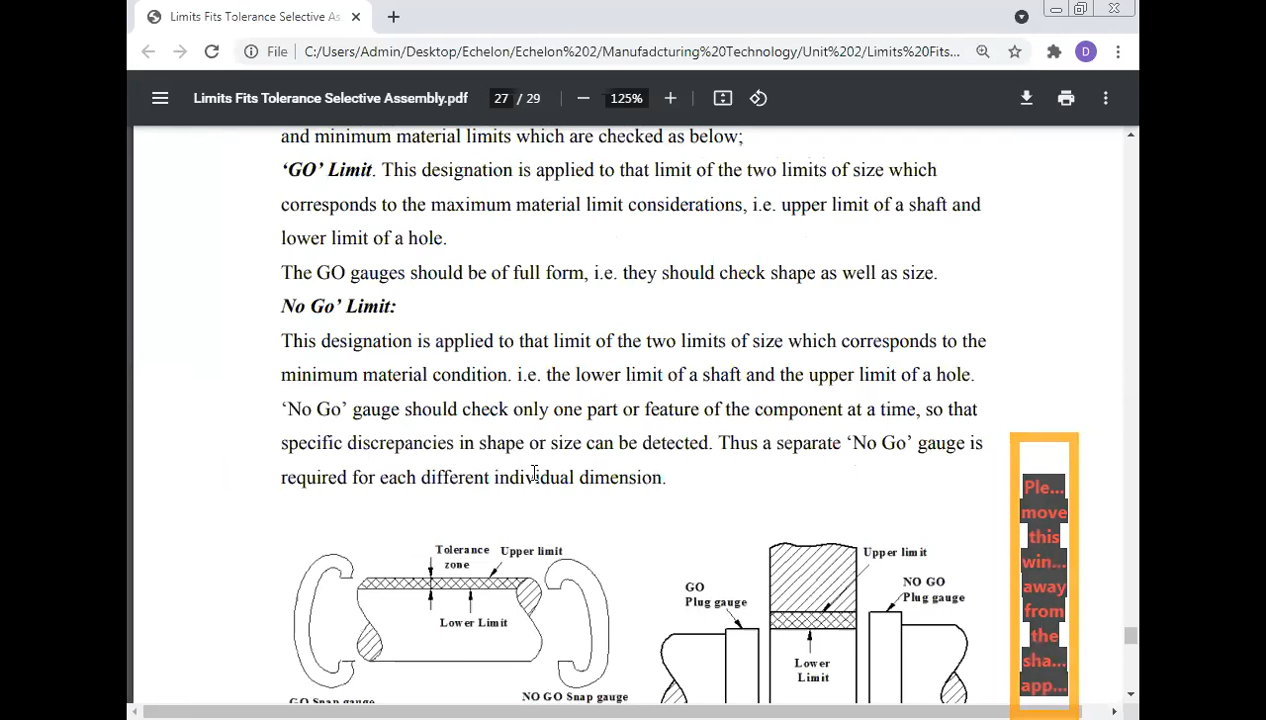 Limits Fits Tolerance Selective As
File
C:/Users/Admin/Desktop/Echelon/Echelon%202/Manufadcturing%20Technology/Unit%202/Limits%20Fits...
D
Limits Fits Tolerance Selective Assembly.pdf
27 / 29
125%
and minimum material limits which are checked as below;
‘GO’ Limit. This designation is applied to that limit of the two limits of size which
corresponds to the maximum material limit considerations, i.e. upper limit of a shaft and
lower limit of a hole.
The GO gauges should be of full form, i.e. they should check shape as well as size.
No Go’ Limit:
This designation is applied to that limit of the two limits of size which corresponds to the
minimum material condition. i.e. the lower limit of a shaft and the upper limit of a hole.
‘No Go’ gauge should check only one part or feature of the component at a time, so that
specific discrepancies in shape or size can be detected. Thus a separate ‘No Go’ gauge is
required for each different individual dimension.
Tolerance
zone
Upper limit
Lower Limit
GO Snap gauge
NO GO Snap gauge
GO
Plug gauge
Upper limit
NO GO
Plug gauge
Lower
Limit
Ple...
move
this
win...
away
from
the
sha...
app...